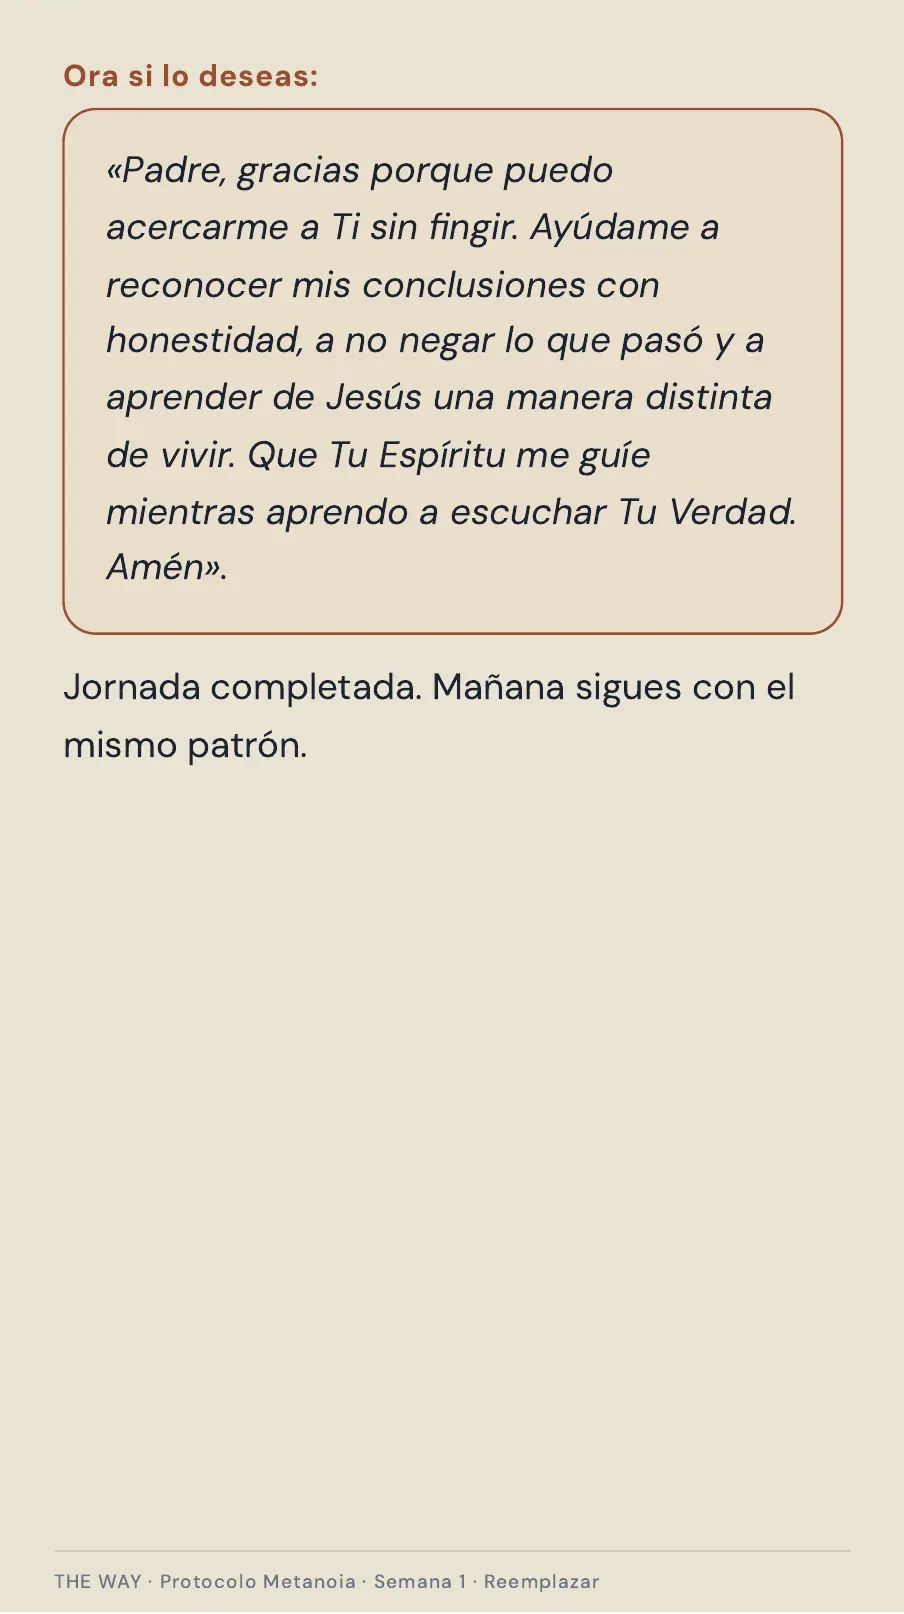 Ora si lo deseas:
«Padre, gracias porque puedo
acercarme a Ti sin fingir. Ayúdame a
reconocer mis conclusiones con
honestidad, a no negar lo que pasó y a
aprender de Jesús una manera distinta
de vivir. Que Tu Espíritu me guíe
mientras aprendo a escuchar Tu Verdad.
Amén».
Jornada completada. Mañana sigues con el
mismo patrón.
THE WAY · Protocolo Metanoia · Semana 1 · Reemplazar